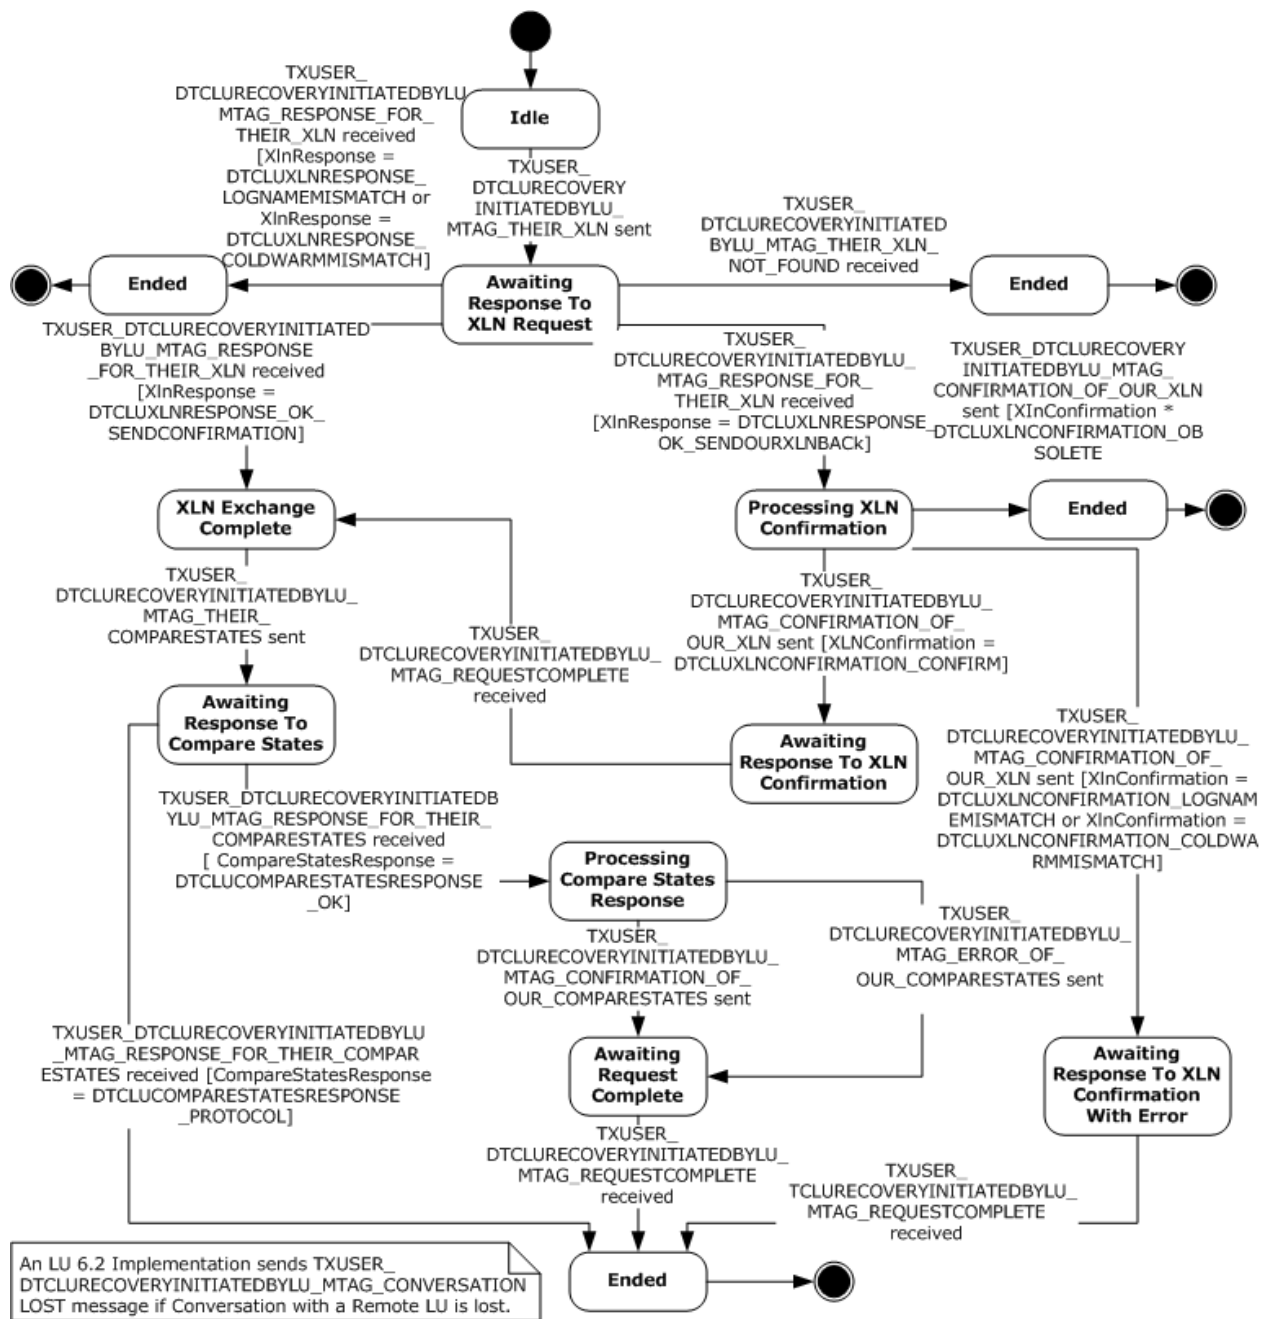 TXUSER_
DTCLURECOVERYINITIATEDBYLU_
MTAG_RESPONSE_FOR_
THEIR_XLN received
[XlnResponse =
DTCLUXLNRESPONSE_
LOGNAMEMISMATCH or
XlnResponse =
DTCLUXLNRESPONSE_
COLDWARMMISMATCH]
Idle
TXUSER_
DTCLURECOVERY
INITIATEDBYLU_
MTAG_THEIR_XLN sent
TXUSER_
DTCLURECOVERYINITIATED
BYLU_MTAG_THEIR_XLN_
NOT_FOUND received
Ended
Awaiting
Response To
XLN Request
Ended
TXUSER_DTCLURECOVERYINITIATED
BYLU_MTAG_RESPONSE
_FOR_THEIR_XLN received
[XlnResponse =
DTCLUXLNRESPONSE_OK_
SENDCONFIRMATION]
TXUSER_
DTCLURECOVERYINITIATEDBYLU_
MTAG_RESPONSE_FOR_
THEIR_XLN received
[XlnResponse = DTCLUXLNRESPONSE_
OK_SENDOURXLNBACk]
TXUSER_DTCLURECOVERY
INITIATEDBYLU_MTAG_
CONFIRMATION_OF_OUR_XLN
sent [XInConfirmation *
DTCLUXLNCONFIRMATION_OB
SOLETE
XLN Exchange
Complete
Processing XLN
Confirmation
Ended
TXUSER_
DTCLURECOVERYINITIATEDBYLU_
MTAG_THEIR_
COMPARESTATES sent
TXUSER_
DTCLURECOVERYINITIATEDBYLU_
MTAG_REQUESTCOMPLETE
received
TXUSER_
DTCLURECOVERYINITIATEDBYLU_
MTAG_CONFIRMATION_OF_
OUR_XLN sent [XLNConfirmation =
DTCLUXLNCONFIRMATION_CONFIRM]
Awaiting
Response To
Compare States
Awaiting
Response To XLN
Confirmation
TXUSER_
DTCLURECOVERYINITIATEDBYLU_
MTAG_CONFIRMATION_OF_
OUR_XLN sent [XlnConfirmation =
DTCLUXLNCONFIRMATION_LOGNAM
EMISMATCH or XlnConfirmation =
DTCLUXLNCONFIRMATION_COLDWA
RMMISMATCH]
TXUSER_DTCLURECOVERYINITIATEDB
YLU_MTAG_RESPONSE_FOR_THEIR_
COMPARESTATES received
[ CompareStatesResponse =
DTCLUCOMPARESTATESRESPONSE
_OK]
Processing
Compare States
Response
TXUSER_
DTCLURECOVERYINITIATEDBYLU_
MTAG_CONFIRMATION_OF_
OUR_COMPARESTATES sent
TXUSER_
DTCLURECOVERYINITIATEDBYLU_
MTAG_ERROR_OF_
OUR_COMPARESTATES sent
TXUSER_DTCLURECOVERYINITIATEDBYLU
_MTAG_RESPONSE_FOR_THEIR_COMPAR
ESTATES received [CompareStatesResponse
= DTCLUCOMPARESTATESRESPONSE
_PROTOCOL]
Awaiting
Request
Complete
Awaiting
Response To XLN
Confirmation
With Error
TXUSER_
DTCLURECOVERYINITIATEDBYLU_
MTAG_REQUESTCOMPLETE
received
TXUSER_
TCLURECOVERYINITIATEDBYLU_
MTAG_REQUESTCOMPLETE
received
An LU 6.2 Implementation sends TXUSER_
DTCLURECOVERYINITIATEDBYLU_MTAG_CONVERSATION
LOST message if Conversation with a Remote LU is lost.
Ended